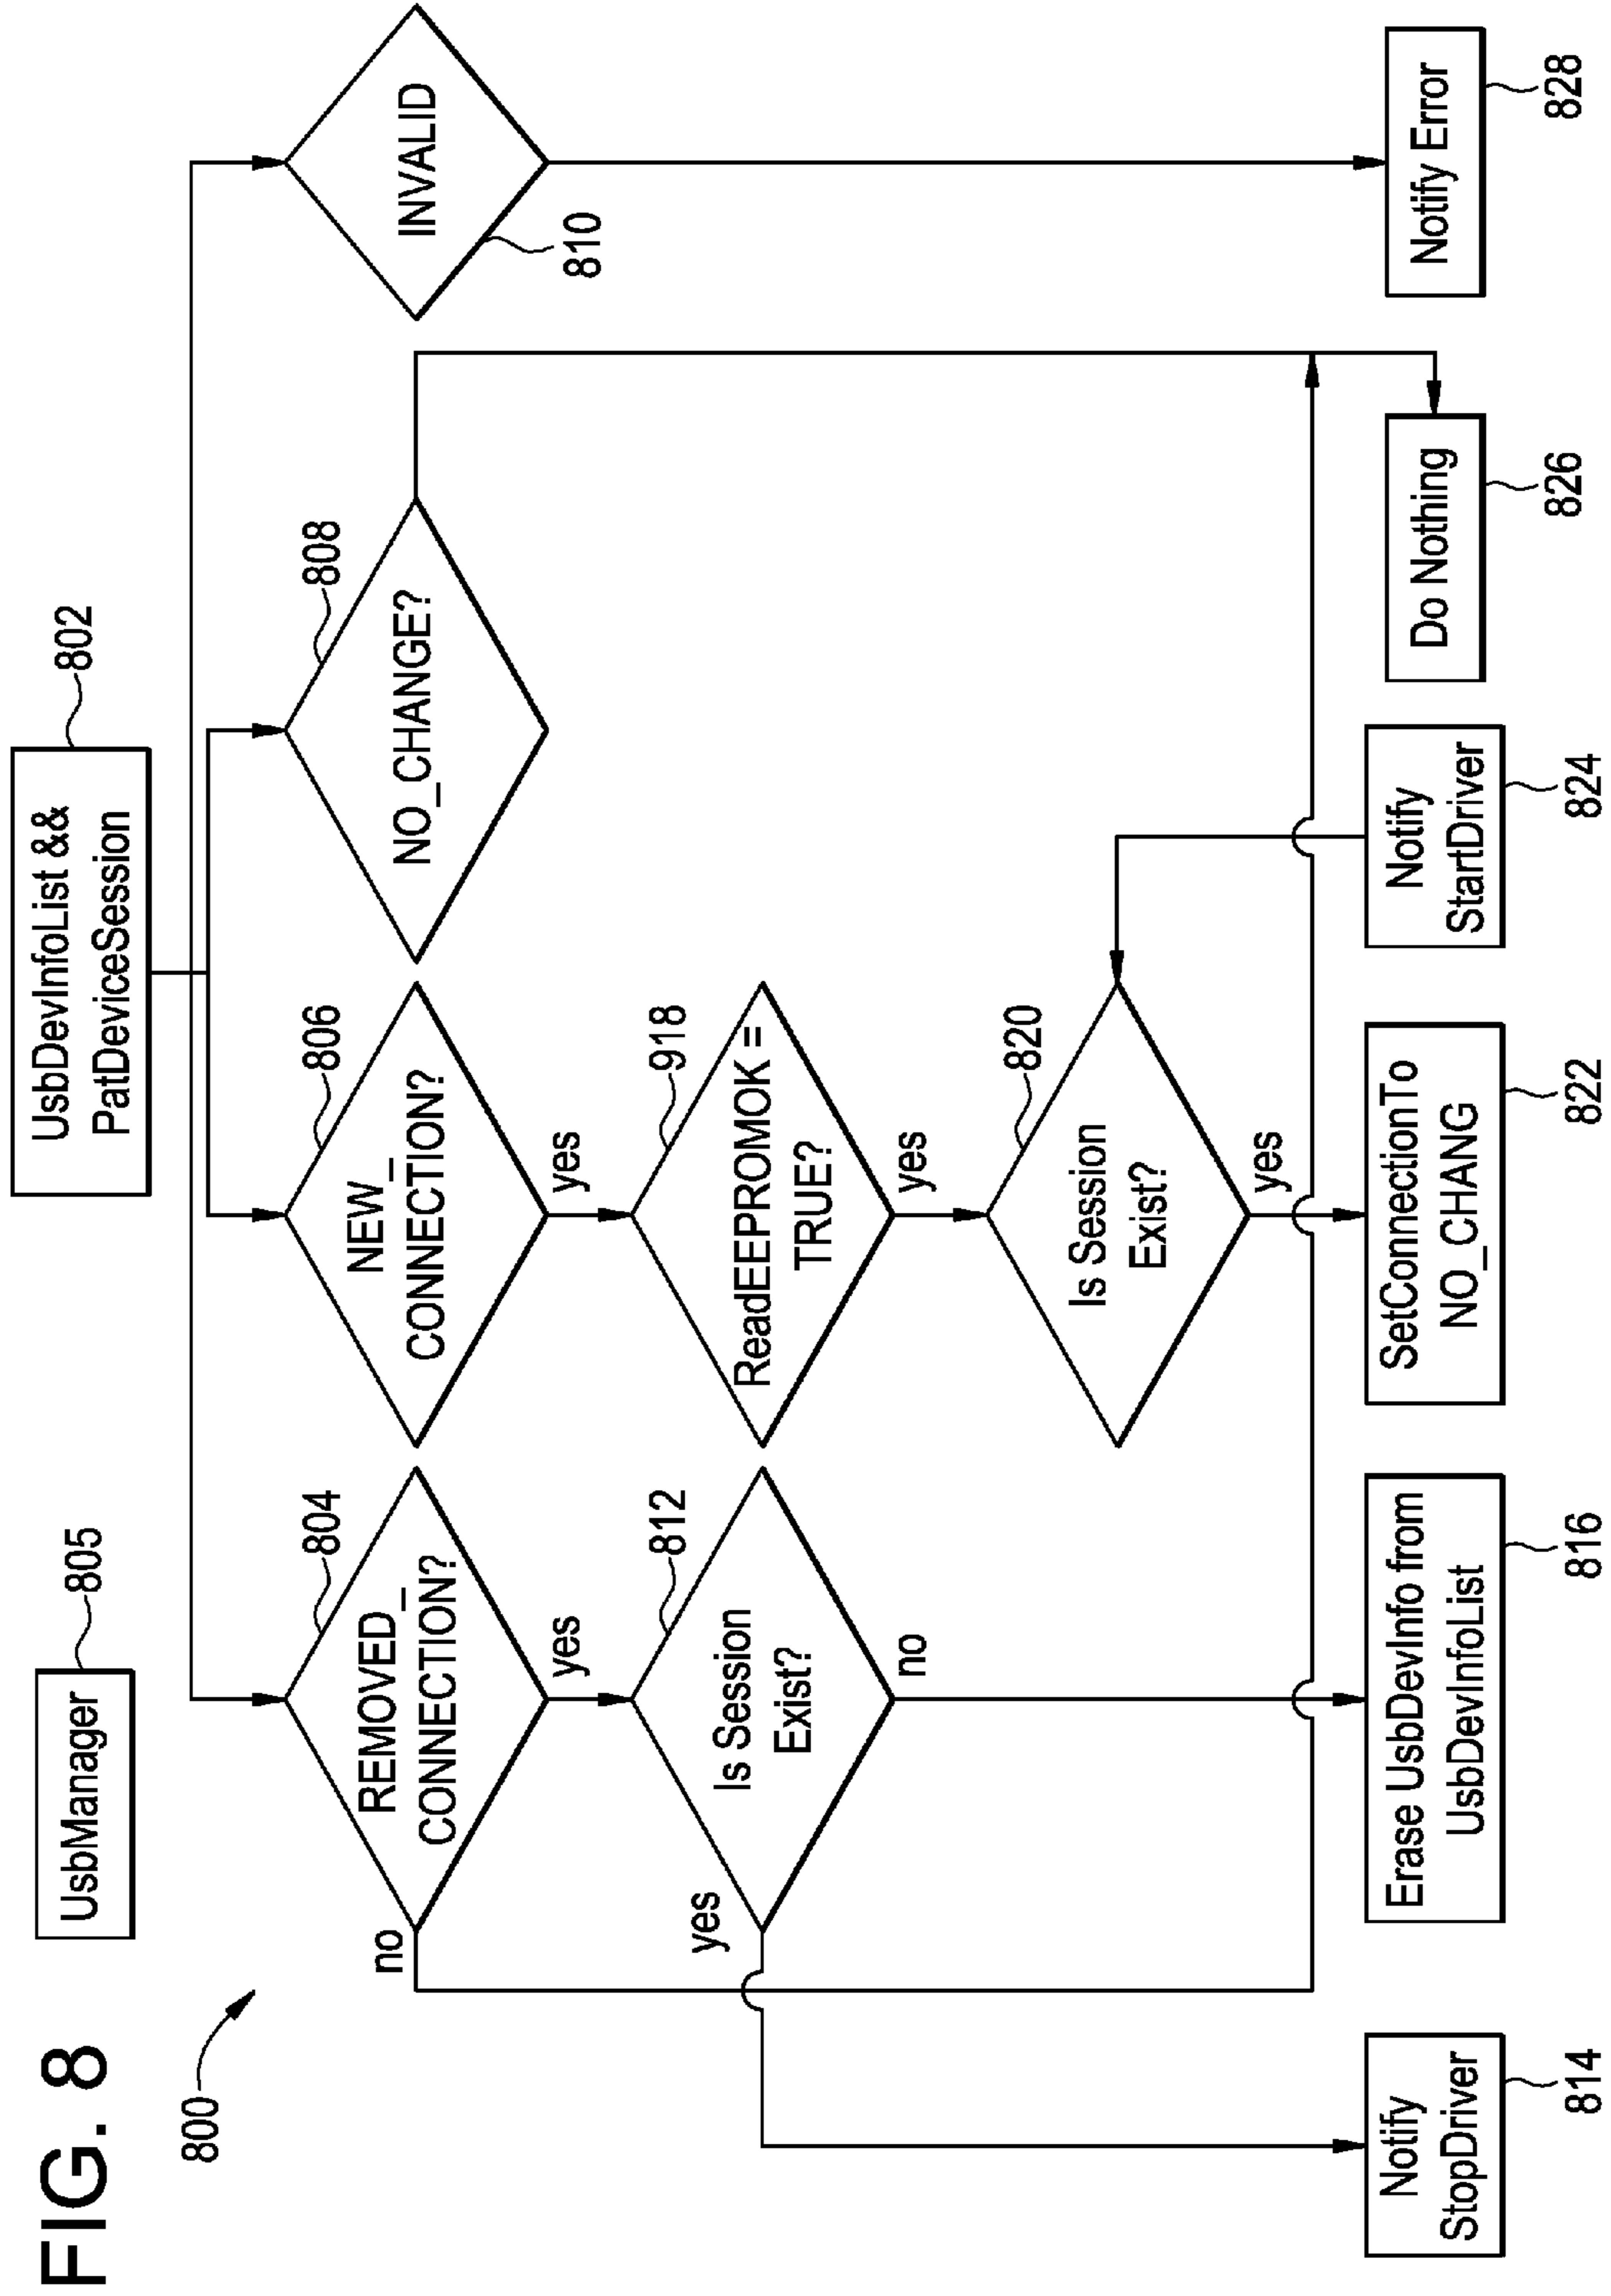 FIG. 8
800
UsbManager
805
UsbDevInfoList &&
PatDeviceSession
802
REMOVED_
CONNECTION?
804
no
yes
NEW_
CONNECTION?
806
yes
NO_CHANGE?
808
INVALID
810
Is Session
Exist?
812
yes
no
ReadEEPROMOK =
TRUE?
918
yes
Is Session
Exist?
820
yes
Notify
StopDriver
814
Erase UsbDevInfo from
UsbDevInfoList
816
SetConnectionTo
NO_CHANG
822
Notify
StartDriver
824
Do Nothing
826
Notify Error
828